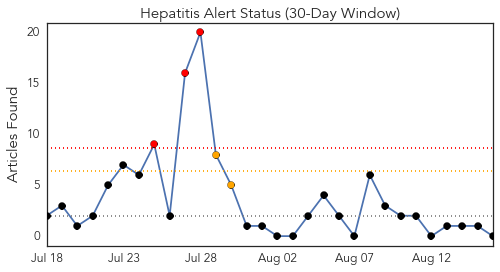 Hepatitis Alert Status (30-Day Window)
Articles Found
20
15
10
5
0
Jul 18 Jul 23 Jul 28 Aug 02 Aug 07 Aug 12